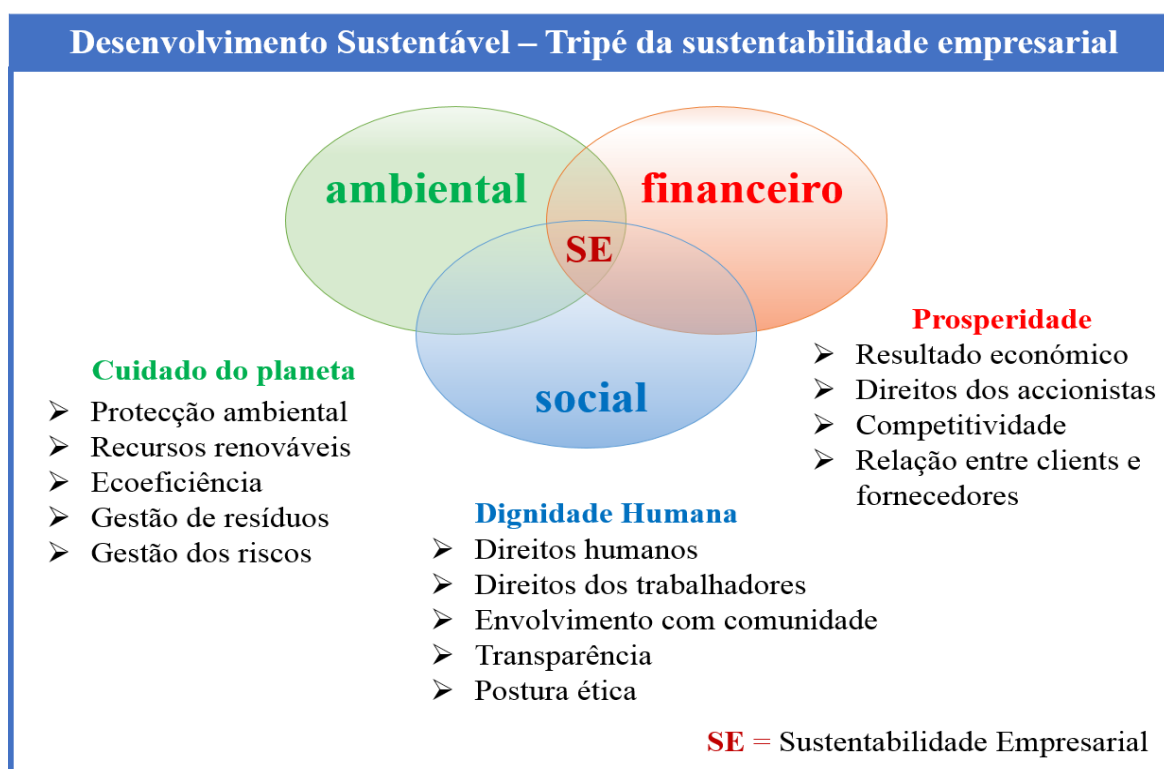 Desenvolvimento Sustentável – Tripé da sustentabilidade empresarial
ambiental
financeiro
SE
social
Cuidado do planeta
➢ Protecção ambiental
➢ Recursos renováveis
➢ Ecoeficiência
➢ Gestão de resíduos
➢ Gestão dos riscos
Dignidade Humana
➢ Direitos humanos
➢ Direitos dos trabalhadores
➢ Envolvimento com comunidade
➢ Transparência
➢ Postura ética
Prosperidade
➢ Resultado económico
➢ Direitos dos accionistas
➢ Competitividade
➢ Relação entre clients e
fornecedores
SE = Sustentabilidade Empresarial